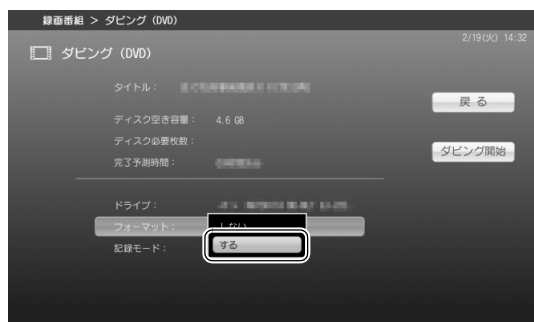 録画番組 > ダビング (DVD)
2/19(火) 14:32
ダビング (DVD)
タイトル：
戻る
ディスク空き容量： 4.6 GB
ディスク必要枚数：
ダビング開始
完了予測時間：
ドライブ：
フォーマット： しない
する
記録モード：